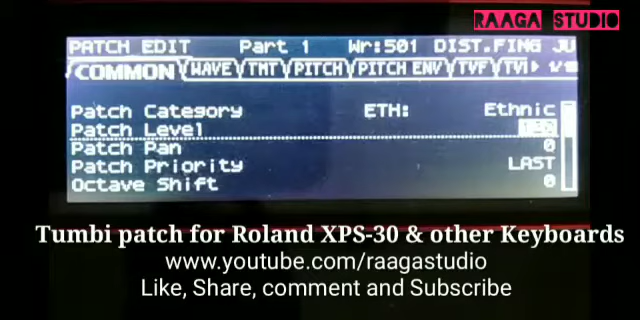 RAAGA STUDIO
PATCH EDIT Part 1 Wr:501 DIST.FING JU
COMMON WAVE TMT PITCH PITCH ENV TVF
Patch Category ETH: Ethnic
Patch Level
Patch Pan 0
Patch Priority LAST
Octave Shift 0
Tumbi patch for Roland XPS-30 & other Keyboards
www.youtube.com/raagastudio
Like, Share, comment and Subscribe